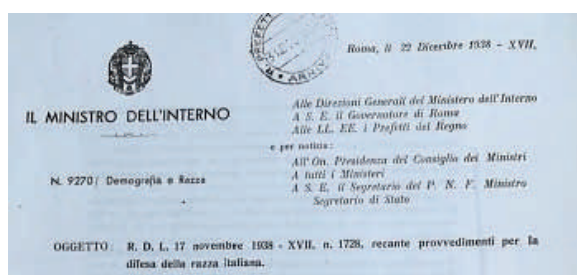 R. PREFETT
ARRIV
Roma, li 22 Dicembre 1938 - XVII.
IL MINISTRO DELL'INTERNO
Alle Direzioni Generali del Ministero dell'Interno
A S. E. il Governatore di Roma
Alle LL. EE. i Prefetti del Regno
e per notizia:
All'On. Presidenza del Consiglio dei Ministri
A tutti i Ministeri
A S. E. il Segretario del P. N. F. Ministro
Segretario di Stato
N. 9270/ Demografia e Razza
OGGETTO: R. D. L. 17 novembre 1938 - XVII, n. 1728, recante provvedimenti per la
difesa della razza italiana.